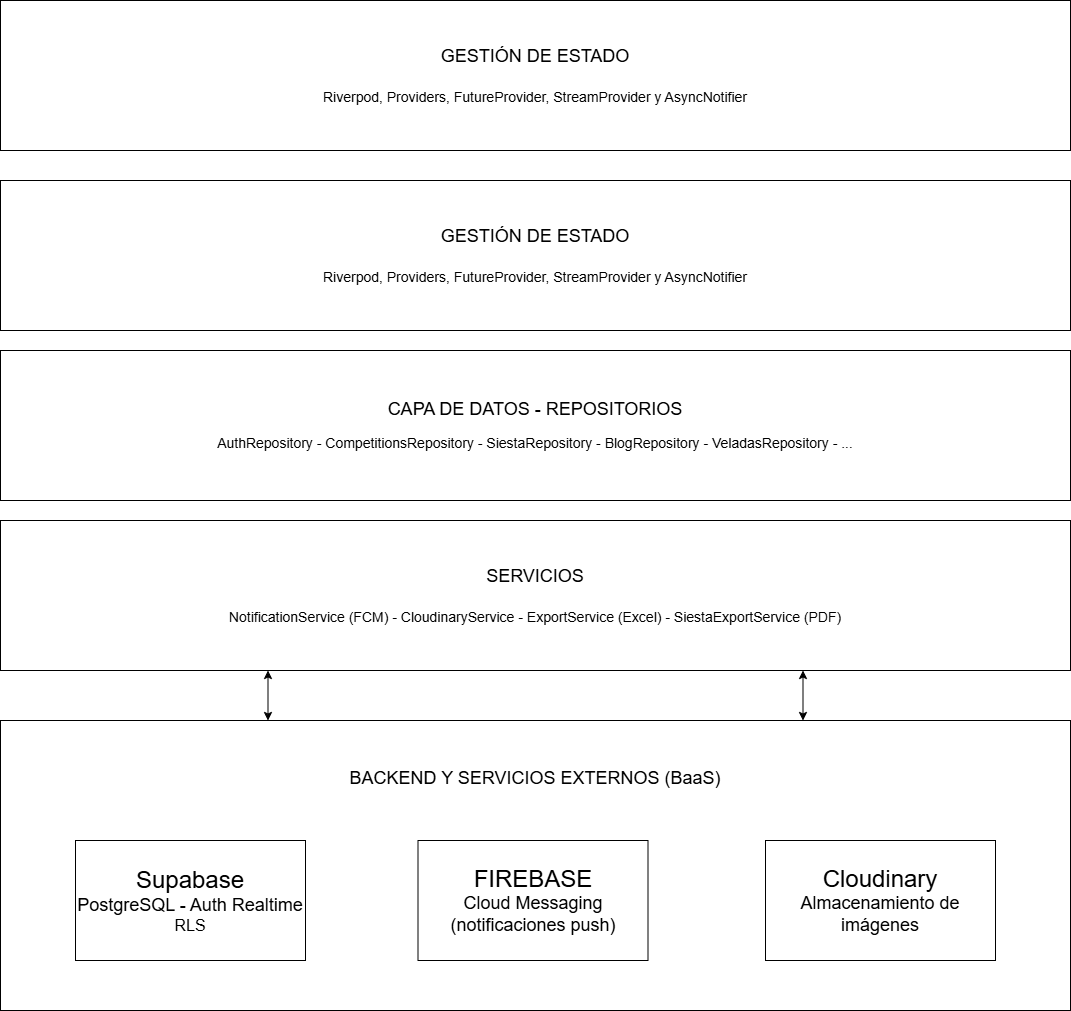 GESTIÓN DE ESTADO
Riverpod, Providers, FutureProvider, StreamProvider y AsyncNotifier
GESTIÓN DE ESTADO
Riverpod, Providers, FutureProvider, StreamProvider y AsyncNotifier
CAPA DE DATOS - REPOSITORIOS
AuthRepository - CompetitionsRepository - SiestaRepository - BlogRepository - VeladasRepository - ...
SERVICIOS
NotificationService (FCM) - CloudinaryService - ExportService (Excel) - SiestaExportService (PDF)
BACKEND Y SERVICIOS EXTERNOS (BaaS)
Supabase
PostgreSQL - Auth Realtime
RLS
FIREBASE
Cloud Messaging
(notificaciones push)
Cloudinary
Almacenamiento de
imágenes